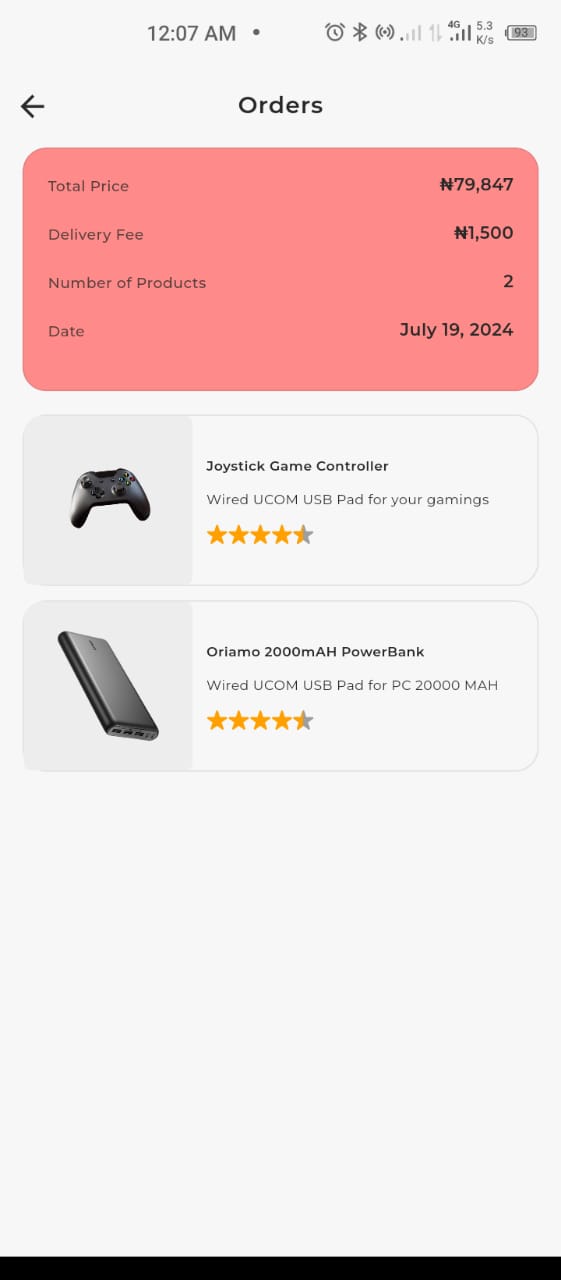 12:07 AM •
4G 5.3 K/s 93
Orders
Total Price ₦79,847
Delivery Fee ₦1,500
Number of Products 2
Date July 19, 2024
Joystick Game Controller
Wired UCOM USB Pad for your gamings
Oriamo 2000mAH PowerBank
Wired UCOM USB Pad for PC 20000 MAH